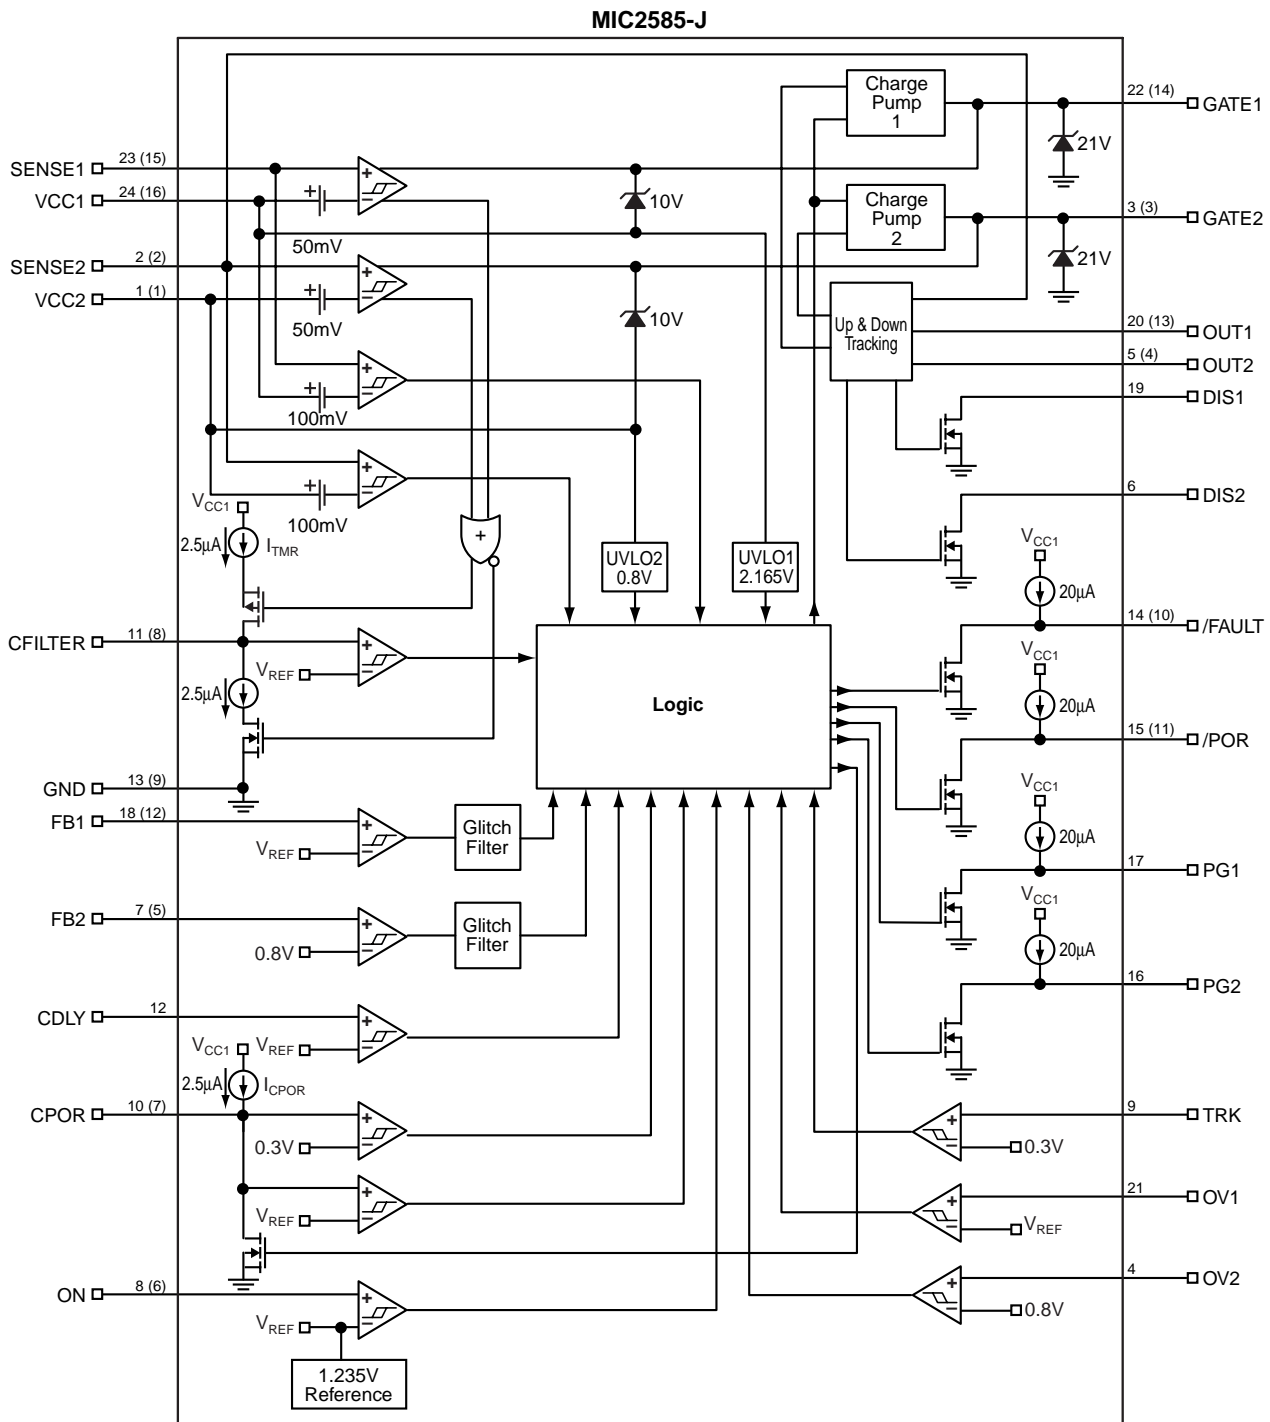 MIC2585-J
Charge
Pump
1
22 (14)
GATE1
21V
SENSE1
23 (15)
VCC1
24 (16)
50mV
10V
Charge
Pump
2
3 (3)
GATE2
21V
SENSE2
2 (2)
VCC2
1 (1)
50mV
10V
Up & Down
Tracking
20 (13)
OUT1
5 (4)
OUT2
19
DIS1
100mV
6
DIS2
100mV
VCC1
2.5µA
ITMR
+
UVLO2
0.8V
UVLO1
2.165V
VCC1
20µA
CFILTER
11 (8)
VREF
2.5µA
14 (10)
/FAULT
VCC1
20µA
Logic
15 (11)
/POR
GND
13 (9)
FB1
18 (12)
VREF
Glitch
Filter
VCC1
20µA
17
PG1
FB2
7 (5)
0.8V
Glitch
Filter
VCC1
20µA
16
PG2
CDLY
12
VREF
VCC1
2.5µA
ICPOR
CPOR
10 (7)
0.3V
9
TRK
0.3V
VREF
21
OV1
VREF
ON
8 (6)
VREF
4
OV2
0.8V
1.235V
Reference